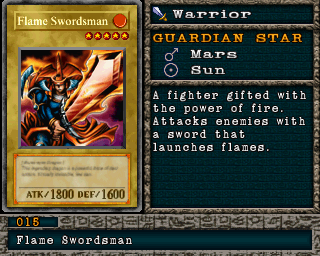 Flame Swordsman
ATK/1800 DEF/1600
Warrior
GUARDIAN STAR
♂ Mars
☉ Sun
A fighter gifted with
the power of fire.
Attacks enemies with
a sword that
launches flames.
015
Flame Swordsman